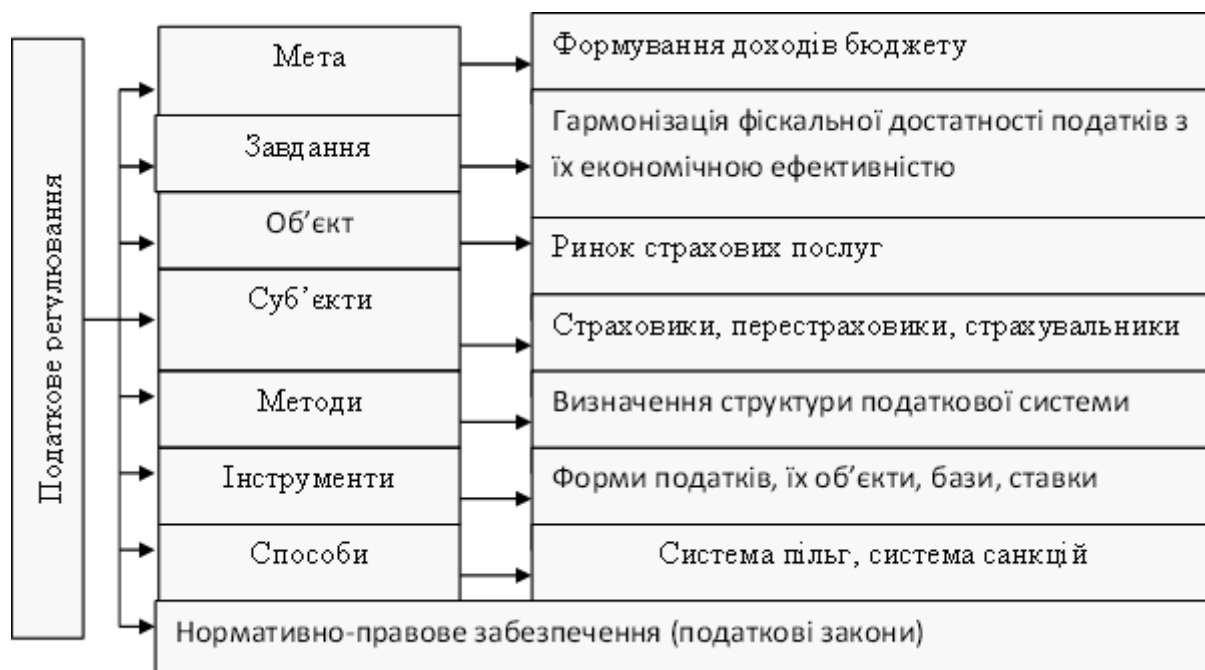 Податкове регулювання
Мета
Формування доходів бюджету
Завдання
Гармонізація фіскальної достатності податків з
їх економічною ефективністю
Об’єкт
Ринок страхових послуг
Суб’єкти
Страховики, перестраховики, страхувальники
Методи
Визначення структури податкової системи
Інструменти
Форми податків, їх об’єкти, бази, ставки
Способи
Система пільг, система санкцій
Нормативно-правове забезпечення (податкові закони)